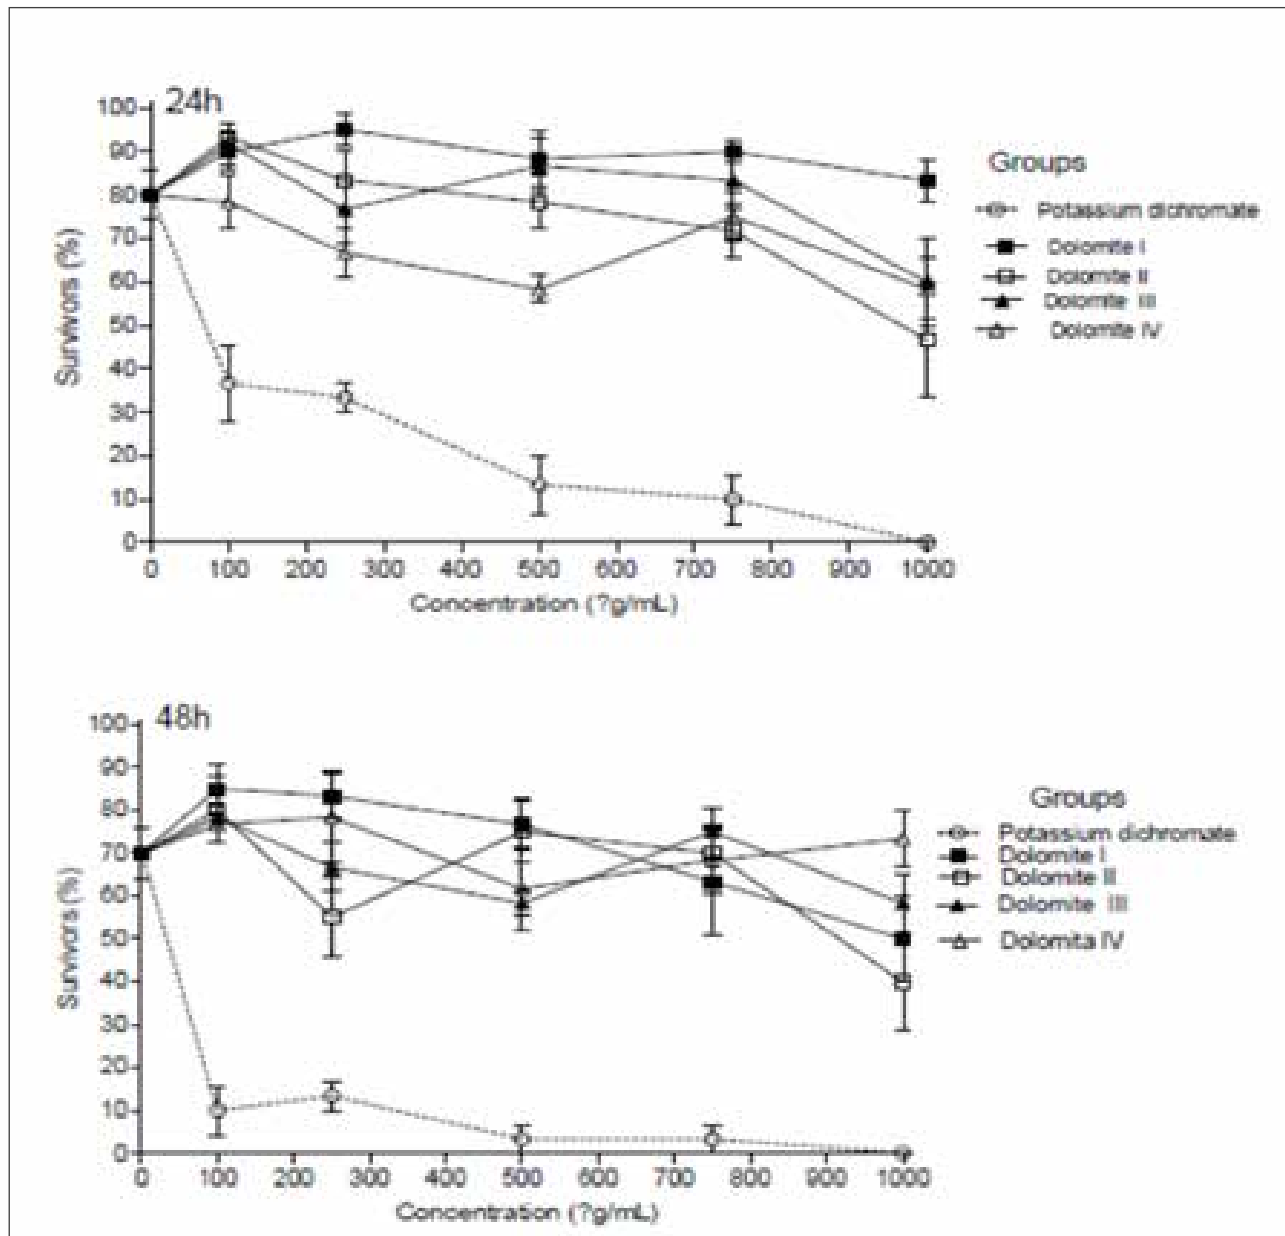 24h
100
90
80
70
60
50
40
30
20
10
0
Survivors (%)
0 100 200 300 400 500 600 700 800 900 1000
Concentration (?g/mL)
Groups
Potassium dichromate
Dolomite I
Dolomite II
Dolomite III
Dolomite IV
48h
100
90
80
70
60
50
40
30
20
10
0
Survivors (%)
0 100 200 300 400 500 600 700 800 900 1000
Concentration (?g/mL)
Groups
Potassium dichromate
Dolomite I
Dolomite II
Dolomite III
Dolomita IV